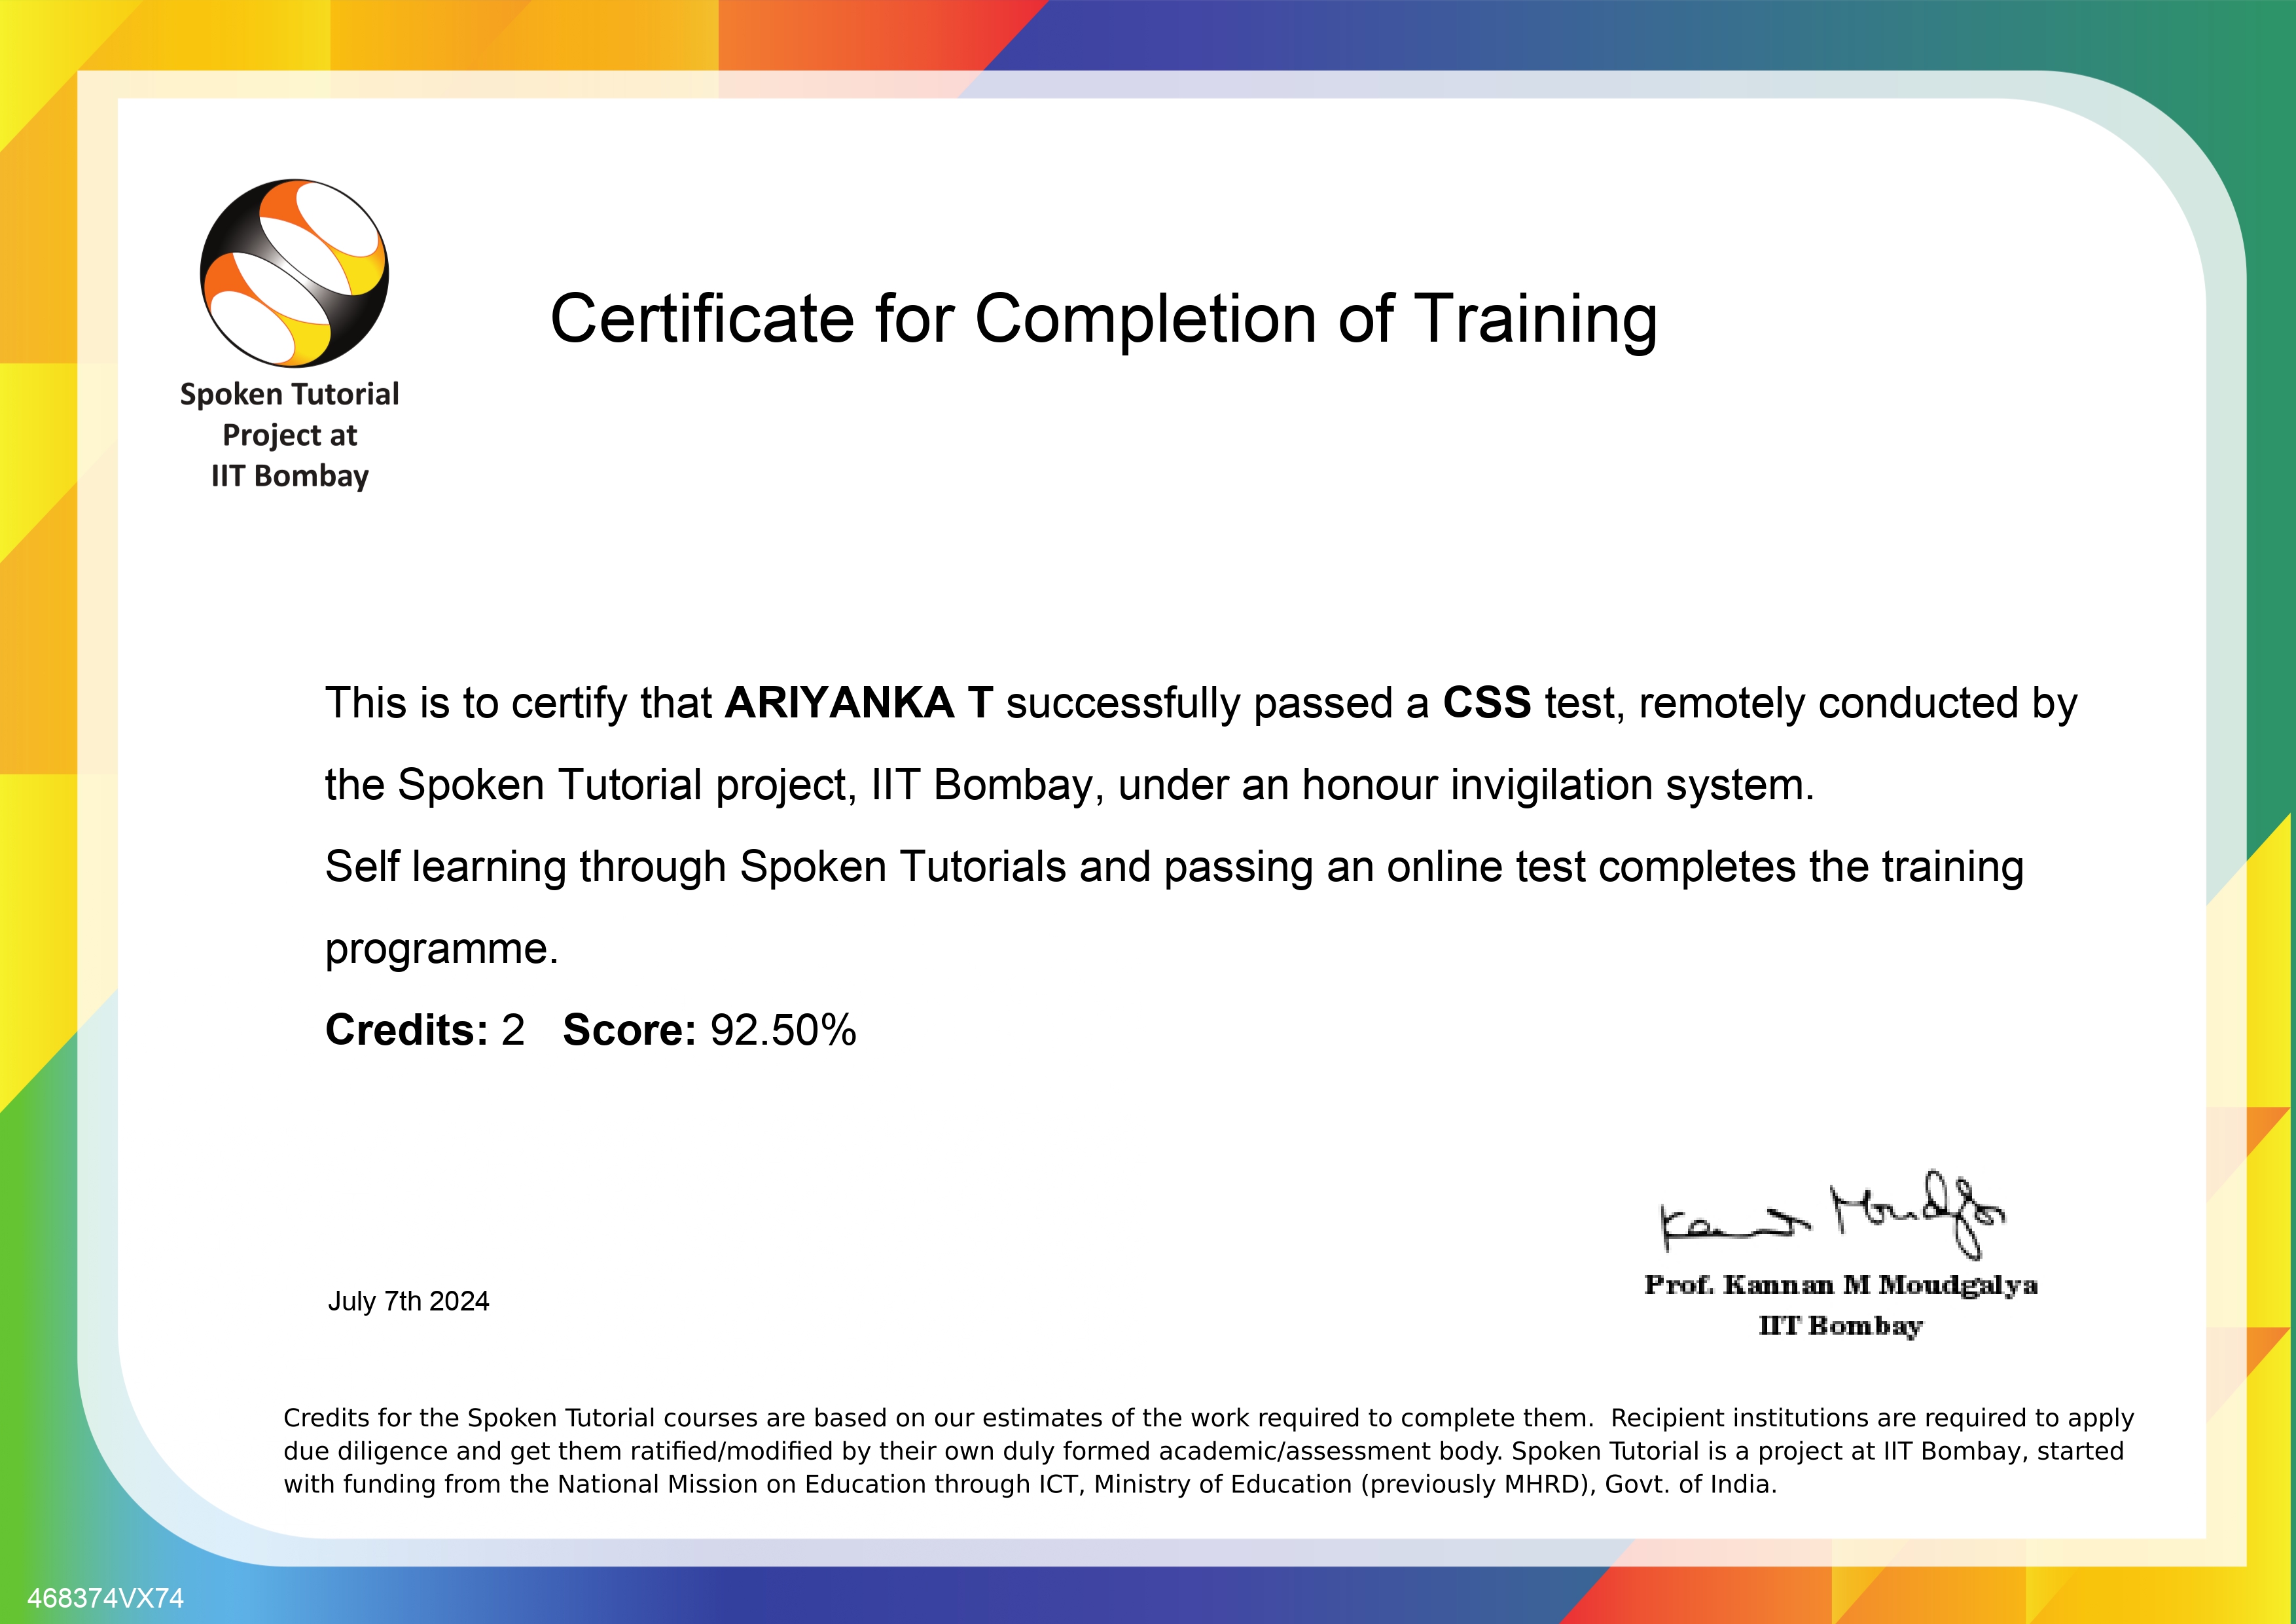 Spoken Tutorial
Project at
IIT Bombay
Certificate for Completion of Training
This is to certify that ARIYANKA T successfully passed a CSS test, remotely conducted by
the Spoken Tutorial project, IIT Bombay, under an honour invigilation system.
Self learning through Spoken Tutorials and passing an online test completes the training
programme.
Credits: 2 Score: 92.50%
July 7th 2024
Prof. Kannan M Moudgalya
IIT Bombay
Credits for the Spoken Tutorial courses are based on our estimates of the work required to complete them. Recipient institutions are required to apply
due diligence and get them ratified/modified by their own duly formed academic/assessment body. Spoken Tutorial is a project at IIT Bombay, started
with funding from the National Mission on Education through ICT, Ministry of Education (previously MHRD), Govt. of India.
468374VX74